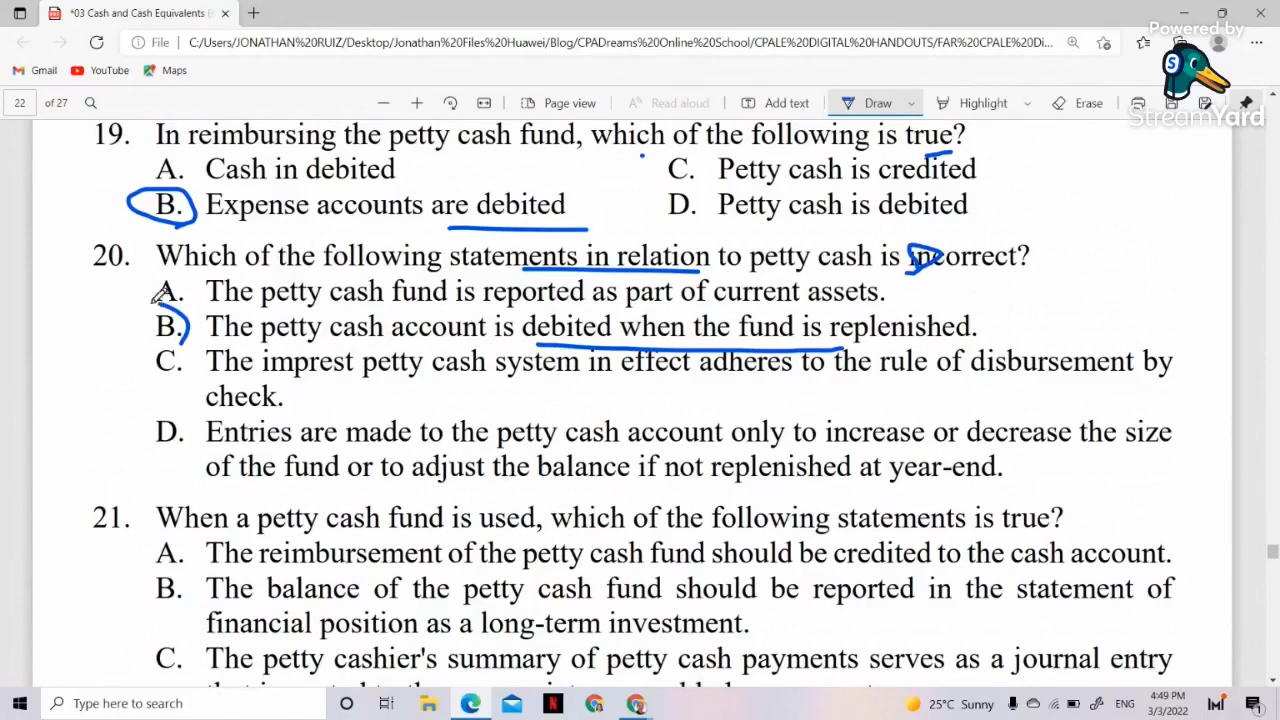 *03 Cash and Cash Equivalents (
Powered by
StreamYard
File C:/Users/JONATHAN%20RUIZ/Desktop/Jonathan%20Files%20Huawei/Blog/CPADreams%20Online%20School/CPALE%20DIGITAL%20HANDOUTS/FAR%20CPALE%20Di...
Gmail YouTube Maps
22 of 27 Page view Read aloud Add text Draw Highlight Erase
19. In reimbursing the petty cash fund, which of the following is true?
A. Cash in debited C. Petty cash is credited
B. Expense accounts are debited D. Petty cash is debited
20. Which of the following statements in relation to petty cash is incorrect?
A. The petty cash fund is reported as part of current assets.
B. The petty cash account is debited when the fund is replenished.
C. The imprest petty cash system in effect adheres to the rule of disbursement by
check.
D. Entries are made to the petty cash account only to increase or decrease the size
of the fund or to adjust the balance if not replenished at year-end.
21. When a petty cash fund is used, which of the following statements is true?
A. The reimbursement of the petty cash fund should be credited to the cash account.
B. The balance of the petty cash fund should be reported in the statement of
financial position as a long-term investment.
C. The petty cashier's summary of petty cash payments serves as a journal entry
Type here to search
25°C Sunny ENG 4:49 PM
3/3/2022